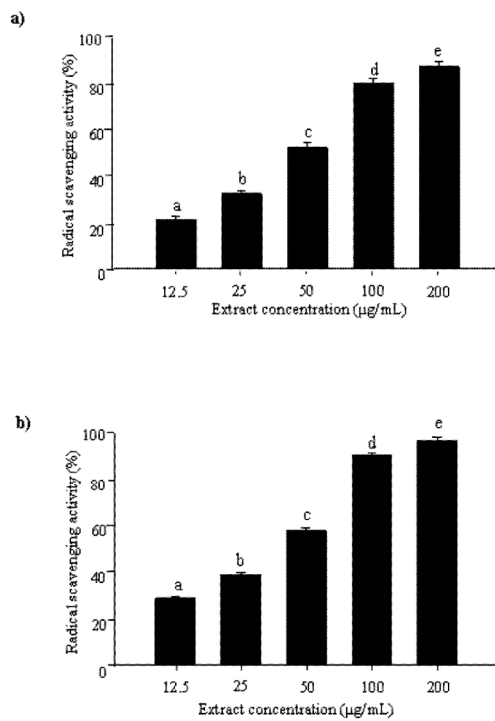 a)
Radical scavenging activity (%)
100
80
60
40
20
0
a
b
c
d
e
12.5 25 50 100 200
Extract concentration (µg/mL)
b)
Radical scavenging activity (%)
100
80
60
40
20
0
a
b
c
d
e
12.5 25 50 100 200
Extract concentration (µg/mL)